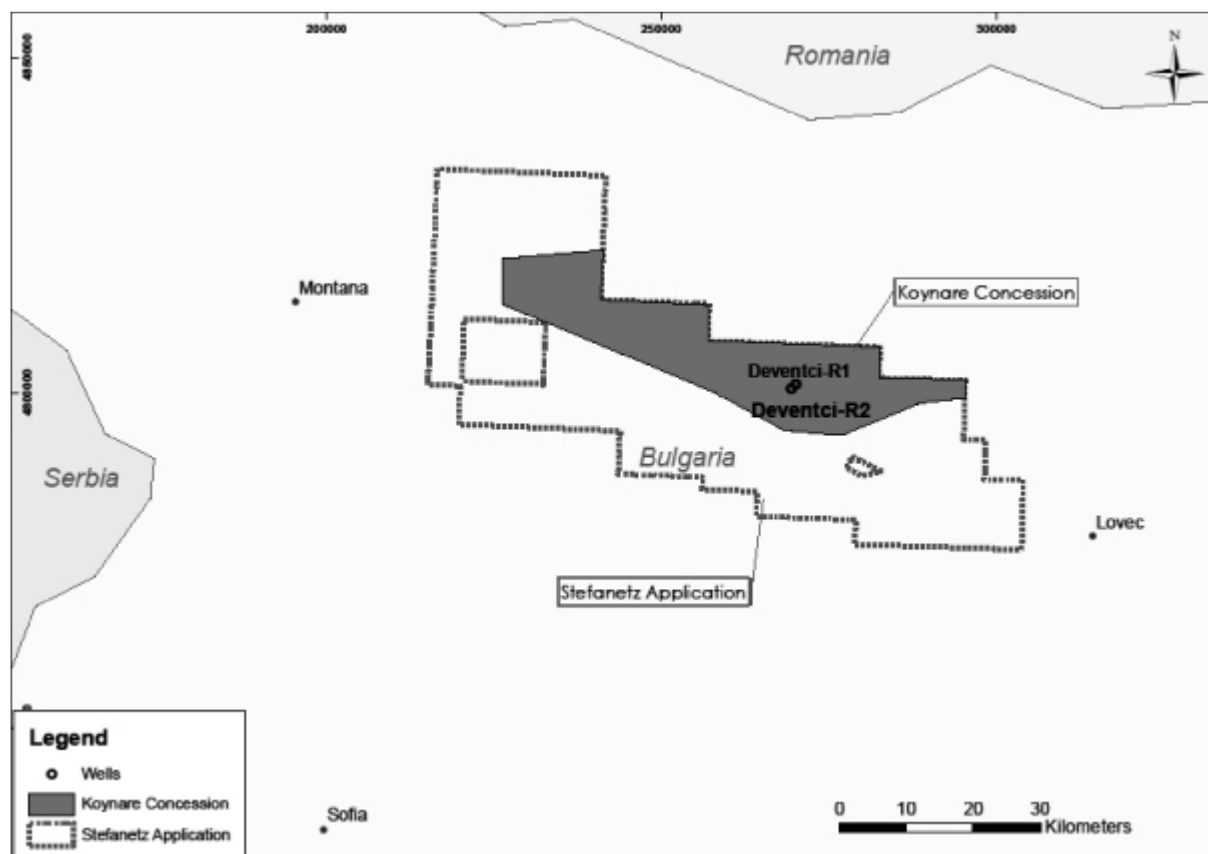 200000
250000
300000
4850000
Romania
N
Montana
Koynare Concession
Deventci-R1
4800000
Deventci-R2
Bulgaria
Serbia
Lovec
Stefanetz Application
Legend
Wells
Koynare Concession
Stefanetz Application
Sofia
0 10 20 30
Kilometers